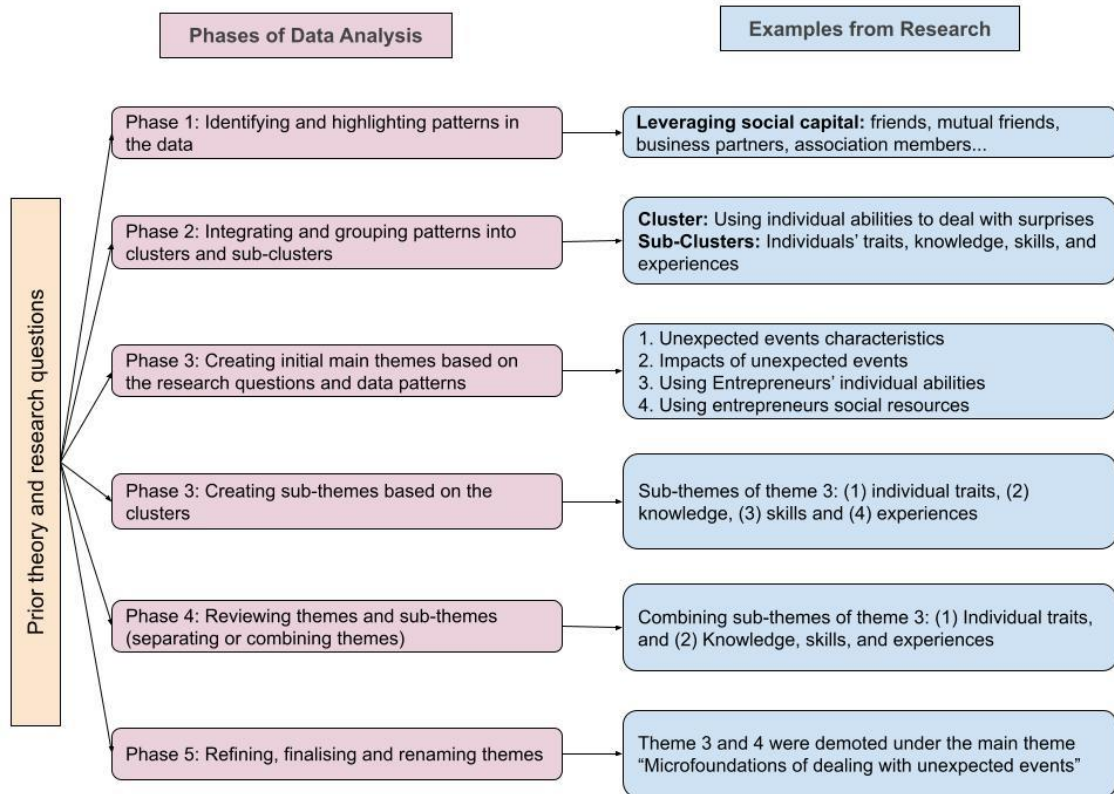 Phases of Data Analysis
Examples from Research
Prior theory and research questions
Phase 1: Identifying and highlighting patterns in
the data
Leveraging social capital: friends, mutual friends,
business partners, association members...
Phase 2: Integrating and grouping patterns into
clusters and sub-clusters
Cluster: Using individual abilities to deal with surprises
Sub-Clusters: Individuals’ traits, knowledge, skills, and
experiences
Phase 3: Creating initial main themes based on
the research questions and data patterns
1. Unexpected events characteristics
2. Impacts of unexpected events
3. Using Entrepreneurs’ individual abilities
4. Using entrepreneurs social resources
Phase 3: Creating sub-themes based on the
clusters
Sub-themes of theme 3: (1) individual traits, (2)
knowledge, (3) skills and (4) experiences
Phase 4: Reviewing themes and sub-themes
(separating or combining themes)
Combining sub-themes of theme 3: (1) Individual traits,
and (2) Knowledge, skills, and experiences
Phase 5: Refining, finalising and renaming themes
Theme 3 and 4 were demoted under the main theme
“Microfoundations of dealing with unexpected events”